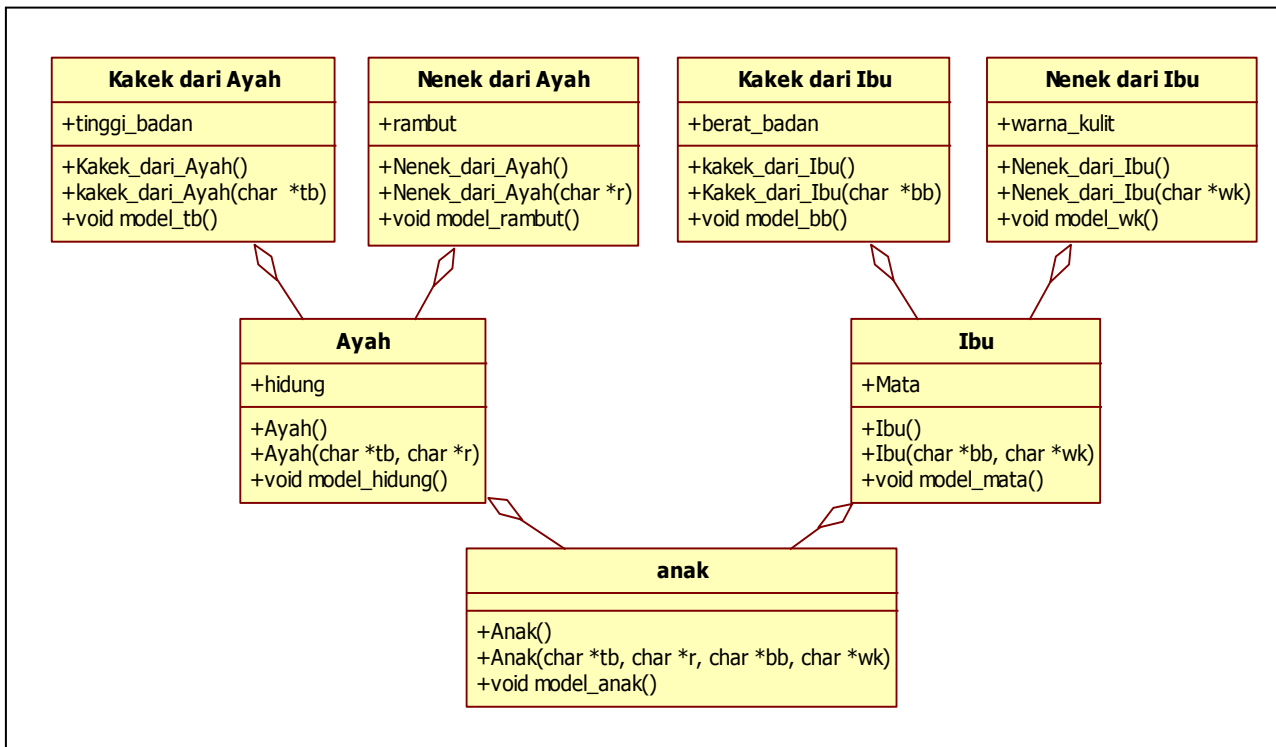 Kakek dari Ayah
+tinggi_badan
+Kakek_dari_Ayah()
+kakek_dari_Ayah(char *tb)
+void model_tb()
Nenek dari Ayah
+rambut
+Nenek_dari_Ayah()
+Nenek_dari_Ayah(char *r)
+void model_rambut()
Kakek dari Ibu
+berat_badan
+kakek_dari_Ibu()
+Kakek_dari_Ibu(char *bb)
+void model_bb()
Nenek dari Ibu
+warna_kulit
+Nenek_dari_Ibu()
+Nenek_dari_Ibu(char *wk)
+void model_wk()
Ayah
+hidung
+Ayah()
+Ayah(char *tb, char *r)
+void model_hidung()
Ibu
+Mata
+Ibu()
+Ibu(char *bb, char *wk)
+void model_mata()
anak
+Anak()
+Anak(char *tb, char *r, char *bb, char *wk)
+void model_anak()